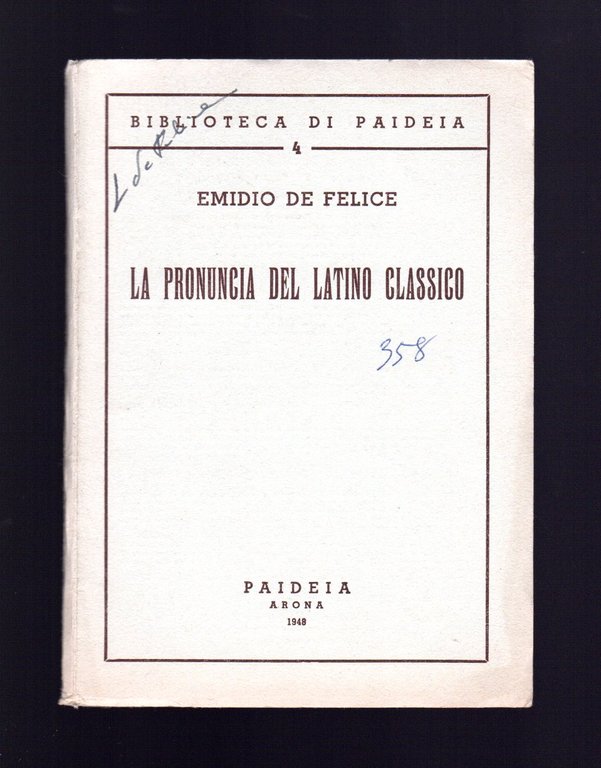 BIBLIOTECA DI PAIDEIA
4
EMIDIO DE FELICE
LA PRONUNCIA DEL LATINO CLASSICO
358
PAIDEIA
ARONA
1948